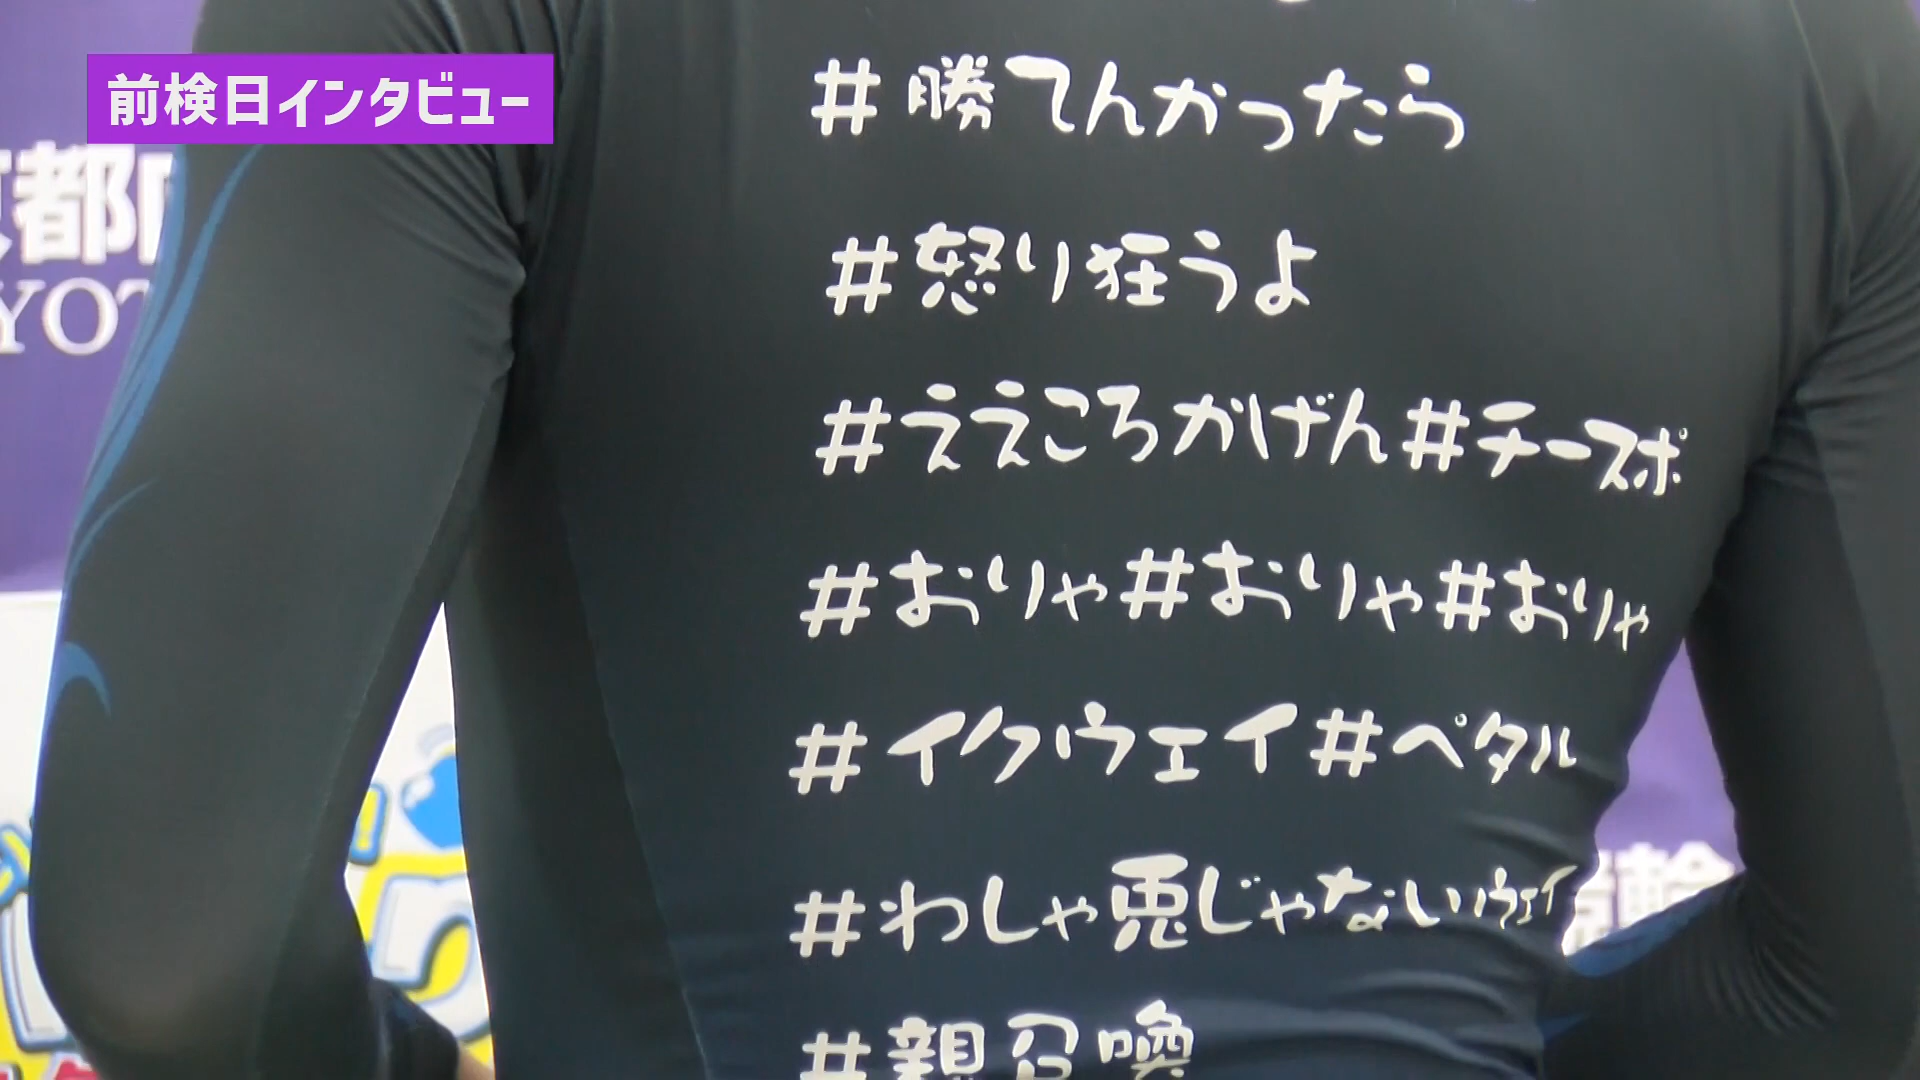 前検日インタビュー
#勝てんかったら
#怒り狂うよ
#ええころかげん#チースポ
#おりゃ#おりゃ#おりゃ
#イクウェイ#ペタル
#わしゃ兎じゃないウェイ
#親召喚
都
YOT
輪